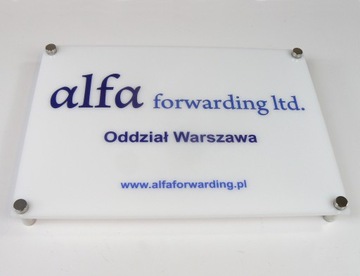 alfa forwarding ltd.
Oddział Warszawa
www.alfaforwarding.pl